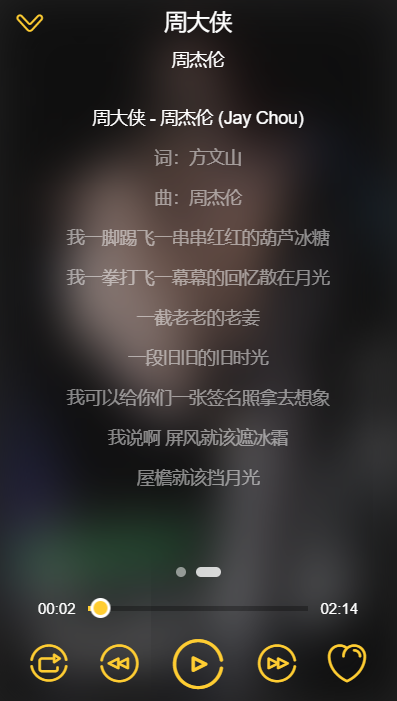 周大侠
周杰伦
周大侠 - 周杰伦 (Jay Chou)
词：方文山
曲：周杰伦
我一脚踢飞一串串红红的葫芦冰糖
我一拳打飞一幕幕的回忆散在月光
一截老老的老姜
一段旧旧的旧时光
我可以给你们一张签名照拿去想象
我说啊 屏风就该遮冰霜
屋檐就该挡月光
00:02
02:14